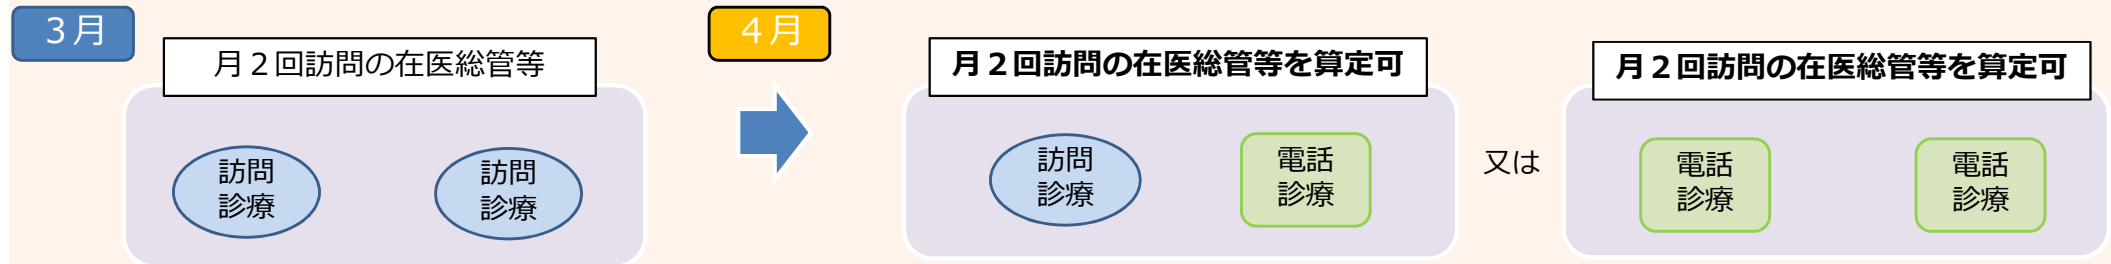 ３月
月２回訪問の在医総管等
訪問
診療
訪問
診療
４月
月２回訪問の在医総管等を算定可
訪問
診療
電話
診療
又は
月２回訪問の在医総管等を算定可
電話
診療
電話
診療